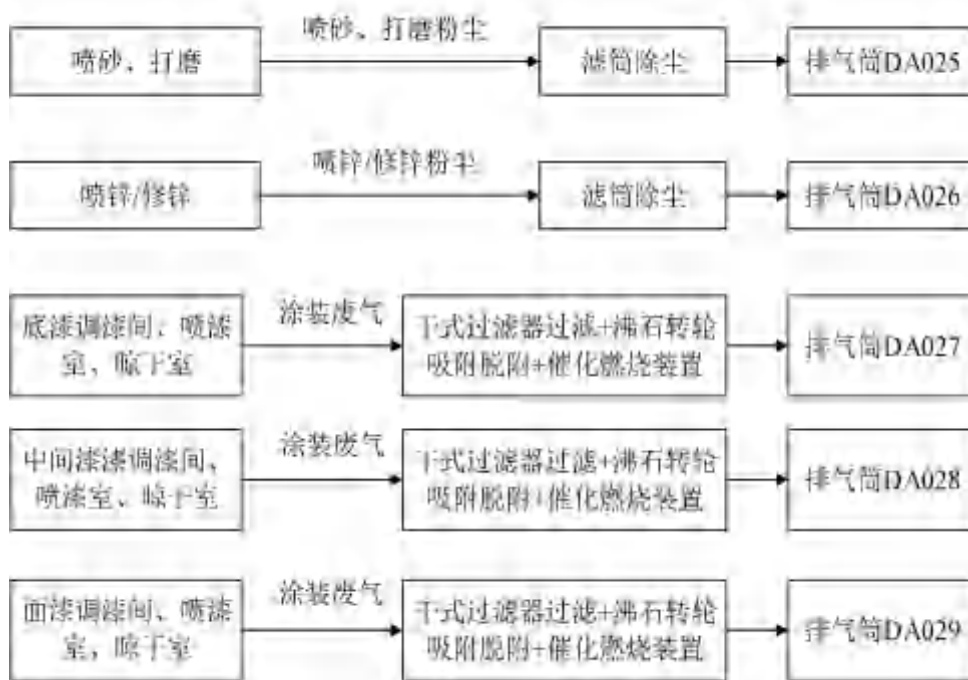 喷砂、打磨粉尘
喷砂、打磨
滤筒除尘
排气筒DA025
喷锌/修锌粉尘
喷锌/修锌
滤筒除尘
排气筒DA026
涂装废气
底漆调漆间、喷漆
室、晾干室
干式过滤器过滤+沸石转轮
吸附脱附+催化燃烧装置
排气筒DA027
涂装废气
中间漆漆调漆间、
喷漆室、晾干室
干式过滤器过滤+沸石转轮
吸附脱附+催化燃烧装置
排气筒DA028
涂装废气
面漆调漆间、喷漆
室,晾干室
干式过滤器过滤+沸石转轮
吸附脱附+催化燃烧装置
排气筒DA029